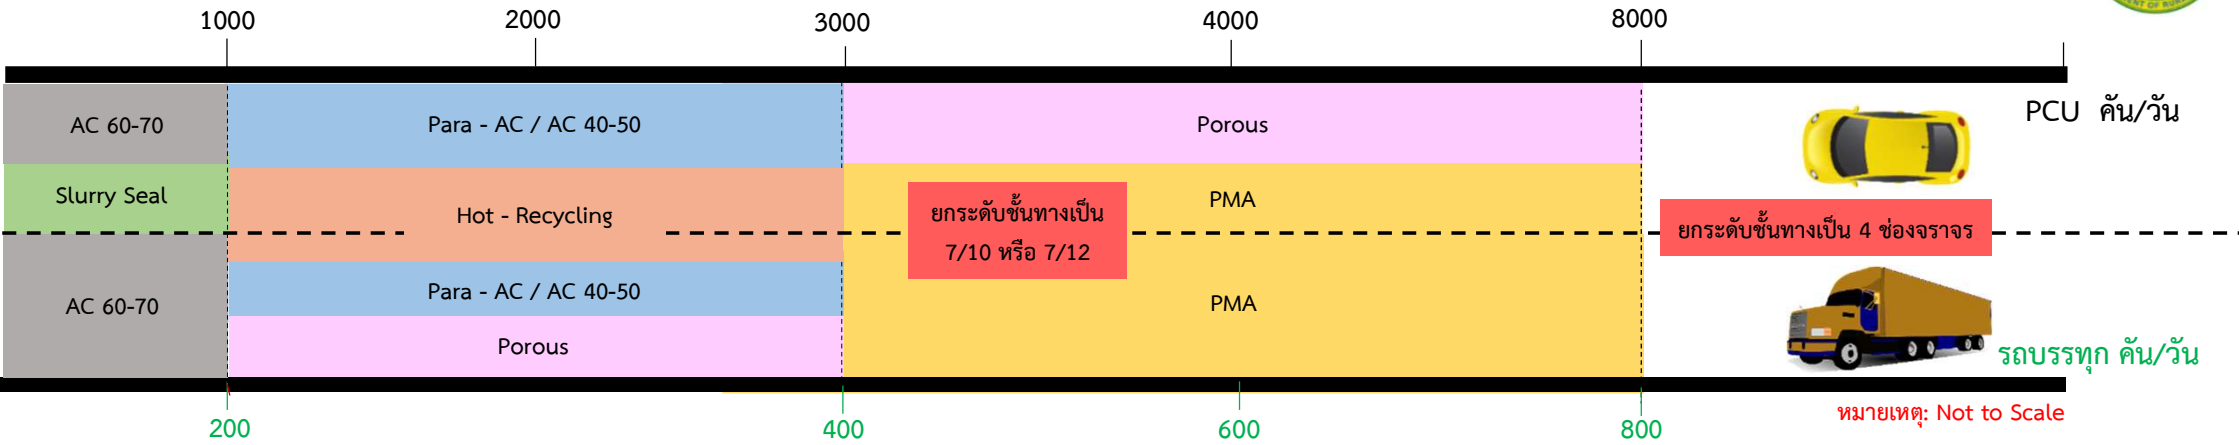 1000 2000 3000 4000 8000
AC 60-70
Para - AC / AC 40-50
Porous
PCU คัน/วัน
Slurry Seal
Hot - Recycling
ยกระดับชั้นทางเป็น
7/10 หรือ 7/12
PMA
ยกระดับชั้นทางเป็น 4 ช่องจราจร
AC 60-70
Para - AC / AC 40-50
PMA
Porous
รถบรรทุก คัน/วัน
200 400 600 800
หมายเหตุ: Not to Scale